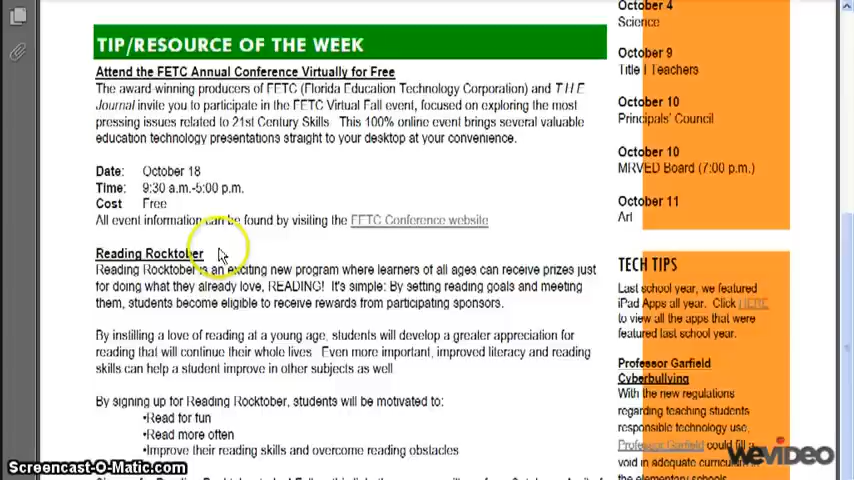 TIP/RESOURCE OF THE WEEK
Attend the FETC Annual Conference Virtually for Free
The award-winning producers of FETC (Florida Education Technology Corporation) and T H E
Journal invite you to participate in the FETC Virtual Fall event, focused on exploring the most
pressing issues related to 21st Century Skills. This 100% online event brings several valuable
education technology presentations straight to your desktop at your convenience.
Date: October 18
Time: 9:30 a.m.-5:00 p.m.
Cost Free
All event information can be found by visiting the FETC Conference website
Reading Rocktober
Reading Rocktober is an exciting new program where learners of all ages can receive prizes just
for doing what they already love, READING! It's simple: By setting reading goals and meeting
them, students become eligible to receive rewards from participating sponsors.
By instilling a love of reading at a young age, students will develop a greater appreciation for
reading that will continue their whole lives Even more important, improved literacy and reading
skills can help a student improve in other subjects as well
By signing up for Reading Rocktober, students will be motivated to:
•Read for fun
•Read more often
•Improve their reading skills and overcome reading obstacles
October 4
Science
October 9
Title I Teachers
October 10
Principals' Council
October 10
MRVED Board (7:00 p.m.)
October 11
Art
TECH TIPS
Last school year, we featured
iPad Apps all year. Click HERE
to view all the apps that were
featured last school year.
Professor Garfield
Cyberbullying
With the new regulations
regarding teaching students
responsible technology use,
Professor Garfield could fill a
void in adequate curriculum in
the elementary schools
Screencast-O-Matic.com
WEVIDEO